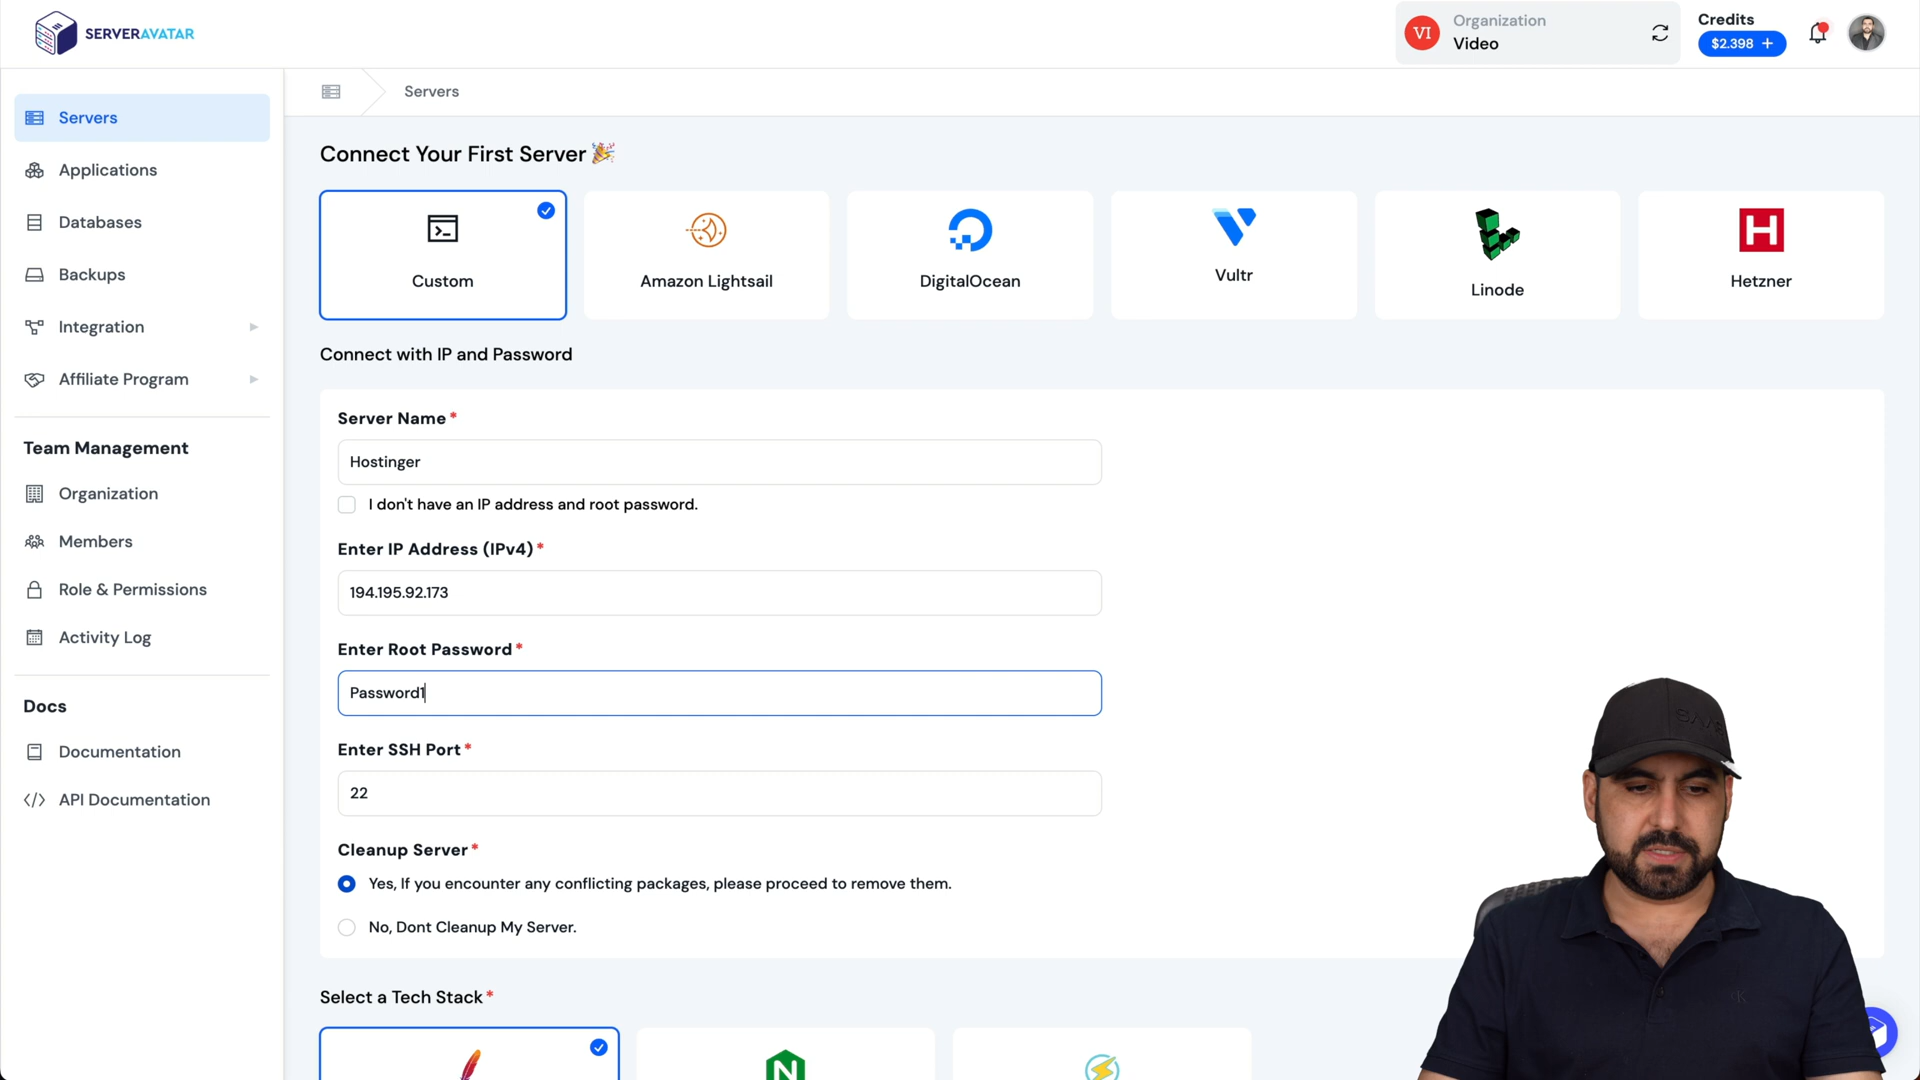 SERVERAVATAR
VI
Organization
Video
Credits
$2.398 +
Servers
Applications
Databases
Backups
Integration
Affiliate Program
Team Management
Organization
Members
Role & Permissions
Activity Log
Docs
Documentation
API Documentation
Servers
Connect Your First Server
Custom
Amazon Lightsail
DigitalOcean
Vultr
Linode
Hetzner
Connect with IP and Password
Server Name*
Hostinger
I don't have an IP address and root password.
Enter IP Address (IPv4)*
194.195.92.173
Enter Root Password*
Password1
Enter SSH Port*
22
Cleanup Server*
Yes, If you encounter any conflicting packages, please proceed to remove them.
No, Dont Cleanup My Server.
Select a Tech Stack*